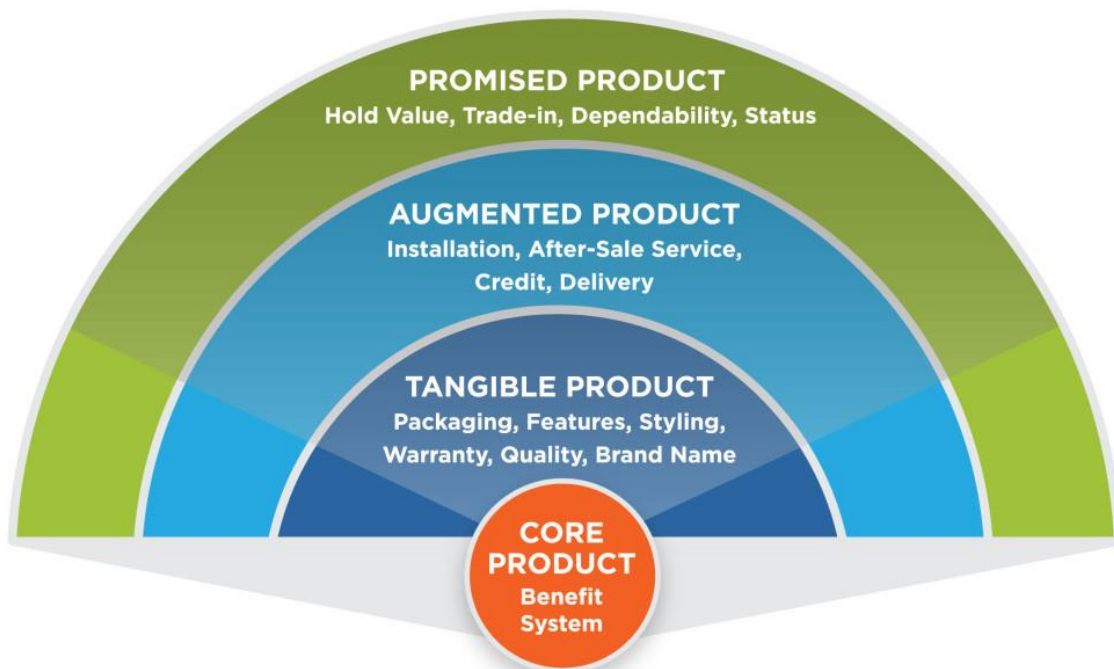 PROMISED PRODUCT
Hold Value, Trade-in, Dependability, Status
AUGMENTED PRODUCT
Installation, After-Sale Service,
Credit, Delivery
TANGIBLE PRODUCT
Packaging, Features, Styling,
Warranty, Quality, Brand Name
CORE
PRODUCT
Benefit
System